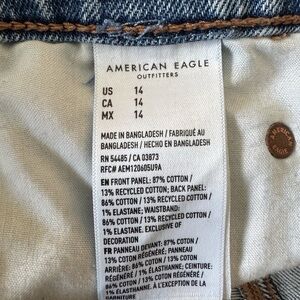 AMERICAN EAGLE
OUTFITTERS
US 14
CA 14
MX 14
MADE IN BANGLADESH / FABRIQUÉ AU
BANGLADESH / HECHO EN BANGLADESH
RN 54485 / CA 03873
RFC# AEM120605U9A
EN FRONT PANEL: 87% COTTON /
13% RECYCLED COTTON; BACK PANEL:
86% COTTON / 13% RECYCLED COTTON /
1% ELASTANE; WAISTBAND:
86% COTTON / 13% RECYCLED COTTON /
1% ELASTANE. EXCLUSIVE OF
DECORATION
FR PANNEAU DEVANT: 87% COTON /
13% COTON RÉGÉNÉRÉ; PANNEAU
ARRIÈRE: 86% COTON / 13% COTON
RÉGÉNÉRÉ / 1% ÉLASTHANNE; CEINTURE:
86% COTON / 13% COTON RÉGÉNÉRÉ /
1% ÉLASTHANNE. À L'EXCEPTION DE LA
GARNITURE
AMERICAN
EAGLE